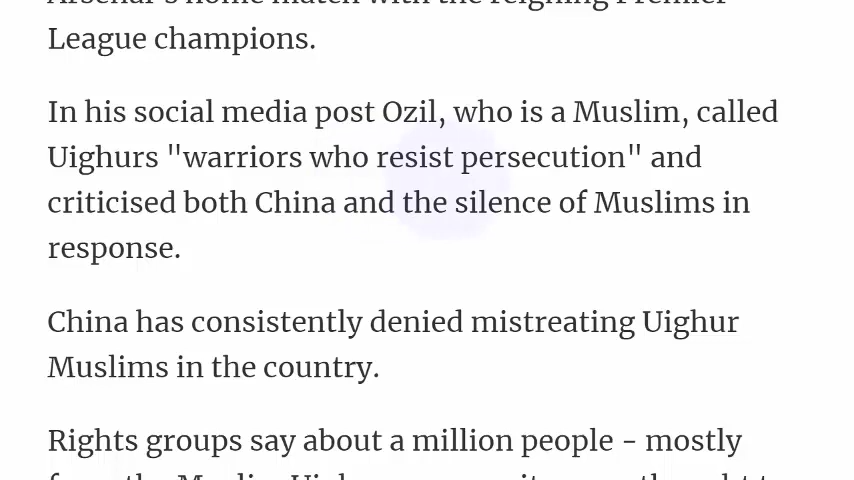 League champions.
In his social media post Ozil, who is a Muslim, called
Uighurs "warriors who resist persecution" and
criticised both China and the silence of Muslims in
response.
China has consistently denied mistreating Uighur
Muslims in the country.
Rights groups say about a million people - mostly